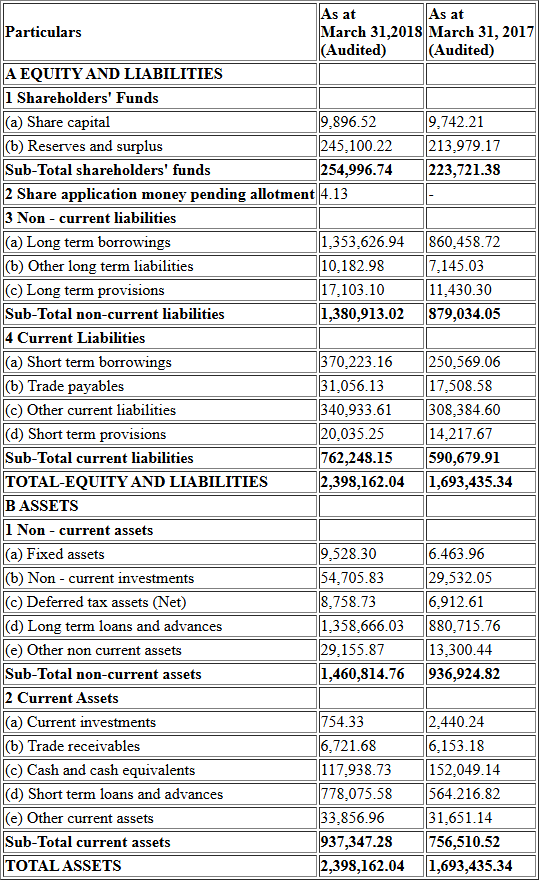 Particulars As at March 31,2018 (Audited) As at March 31, 2017 (Audited)
A EQUITY AND LIABILITIES
1 Shareholders' Funds
(a) Share capital 9,896.52 9,742.21
(b) Reserves and surplus 245,100.22 213,979.17
Sub-Total shareholders' funds 254,996.74 223,721.38
2 Share application money pending allotment 4.13 -
3 Non - current liabilities
(a) Long term borrowings 1,353,626.94 860,458.72
(b) Other long term liabilities 10,182.98 7,145.03
(c) Long term provisions 17,103.10 11,430.30
Sub-Total non-current liabilities 1,380,913.02 879,034.05
4 Current Liabilities
(a) Short term borrowings 370,223.16 250,569.06
(b) Trade payables 31,056.13 17,508.58
(c) Other current liabilities 340,933.61 308,384.60
(d) Short term provisions 20,035.25 14,217.67
Sub-Total current liabilities 762,248.15 590,679.91
TOTAL-EQUITY AND LIABILITIES 2,398,162.04 1,693,435.34
B ASSETS
1 Non - current assets
(a) Fixed assets 9,528.30 6.463.96
(b) Non - current investments 54,705.83 29,532.05
(c) Deferred tax assets (Net) 8,758.73 6,912.61
(d) Long term loans and advances 1,358,666.03 880,715.76
(e) Other non current assets 29,155.87 13,300.44
Sub-Total non-current assets 1,460,814.76 936,924.82
2 Current Assets
(a) Current investments 754.33 2,440.24
(b) Trade receivables 6,721.68 6,153.18
(c) Cash and cash equivalents 117,938.73 152,049.14
(d) Short term loans and advances 778,075.58 564.216.82
(e) Other current assets 33,856.96 31,651.14
Sub-Total current assets 937,347.28 756,510.52
TOTAL ASSETS 2,398,162.04 1,693,435.34